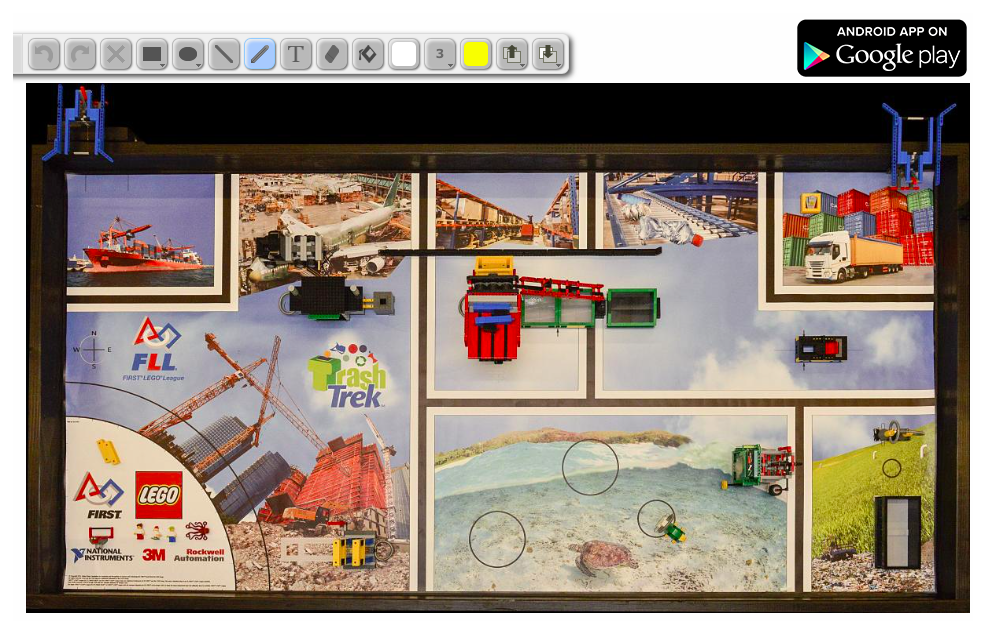 ANDROID APP ON
Google play
T
3
N
W E
S
FLL
FIRST LEGO League
Trash
Trek
FIRST
LEGO
NATIONAL
INSTRUMENTS
3M
Rockwell
Automation